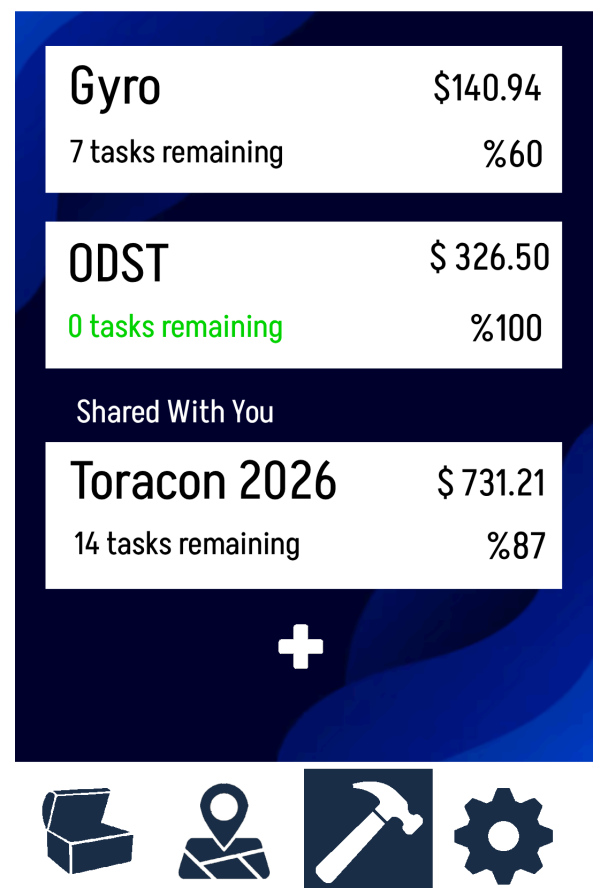 Gyro $140.94
7 tasks remaining %60
ODST $ 326.50
0 tasks remaining %100
Shared With You
Toracon 2026 $ 731.21
14 tasks remaining %87